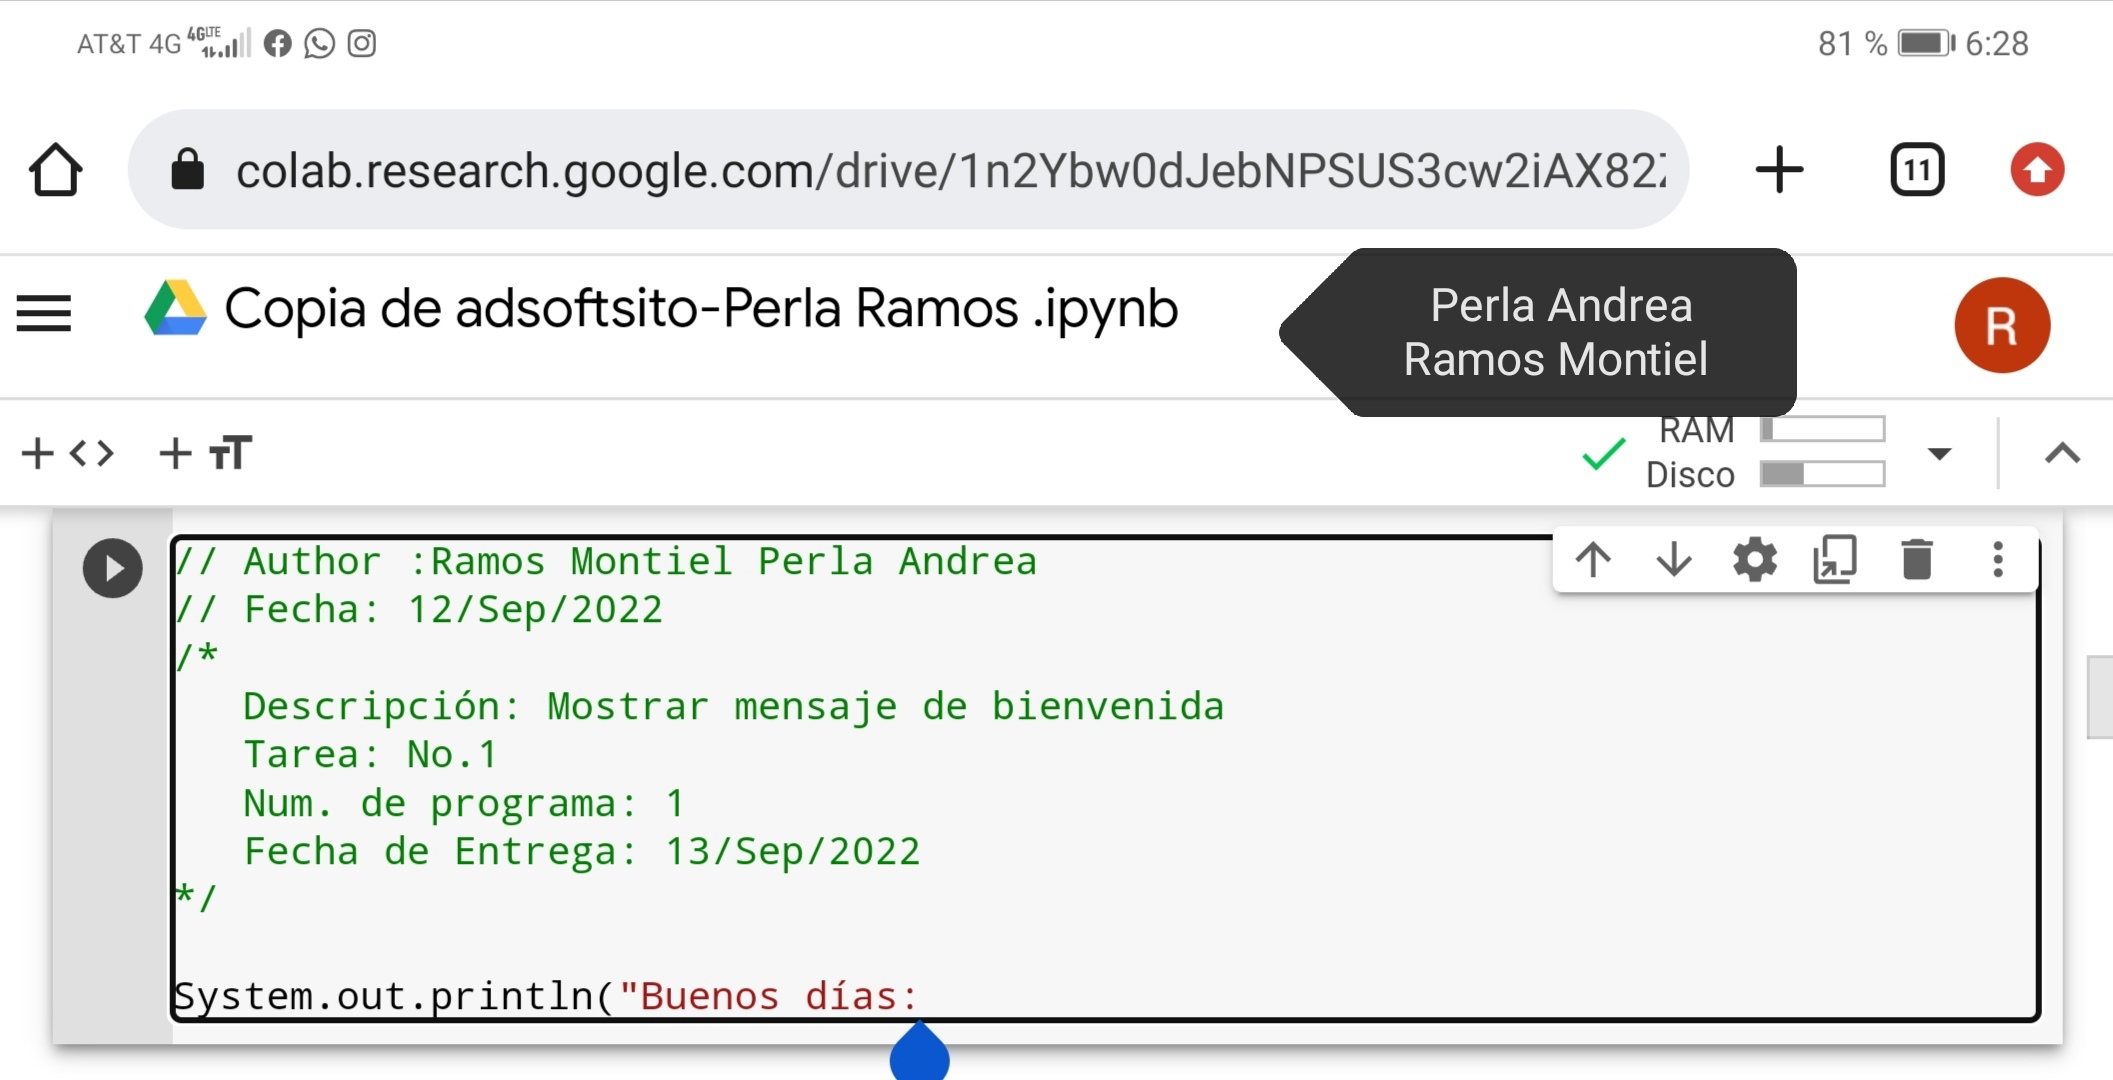 AT&T 4G 4G LTE
81 % 6:28
colab.research.google.com/drive/1n2Ybw0dJebNPSUS3cw2iAX82
11
Copia de adsoftsito-Perla Ramos .ipynb
Perla Andrea
Ramos Montiel
R
+ <> + TT
RAM
Disco
// Author :Ramos Montiel Perla Andrea
// Fecha: 12/Sep/2022
/*
Descripción: Mostrar mensaje de bienvenida
Tarea: No.1
Num. de programa: 1
Fecha de Entrega: 13/Sep/2022
*/
System.out.println("Buenos días: